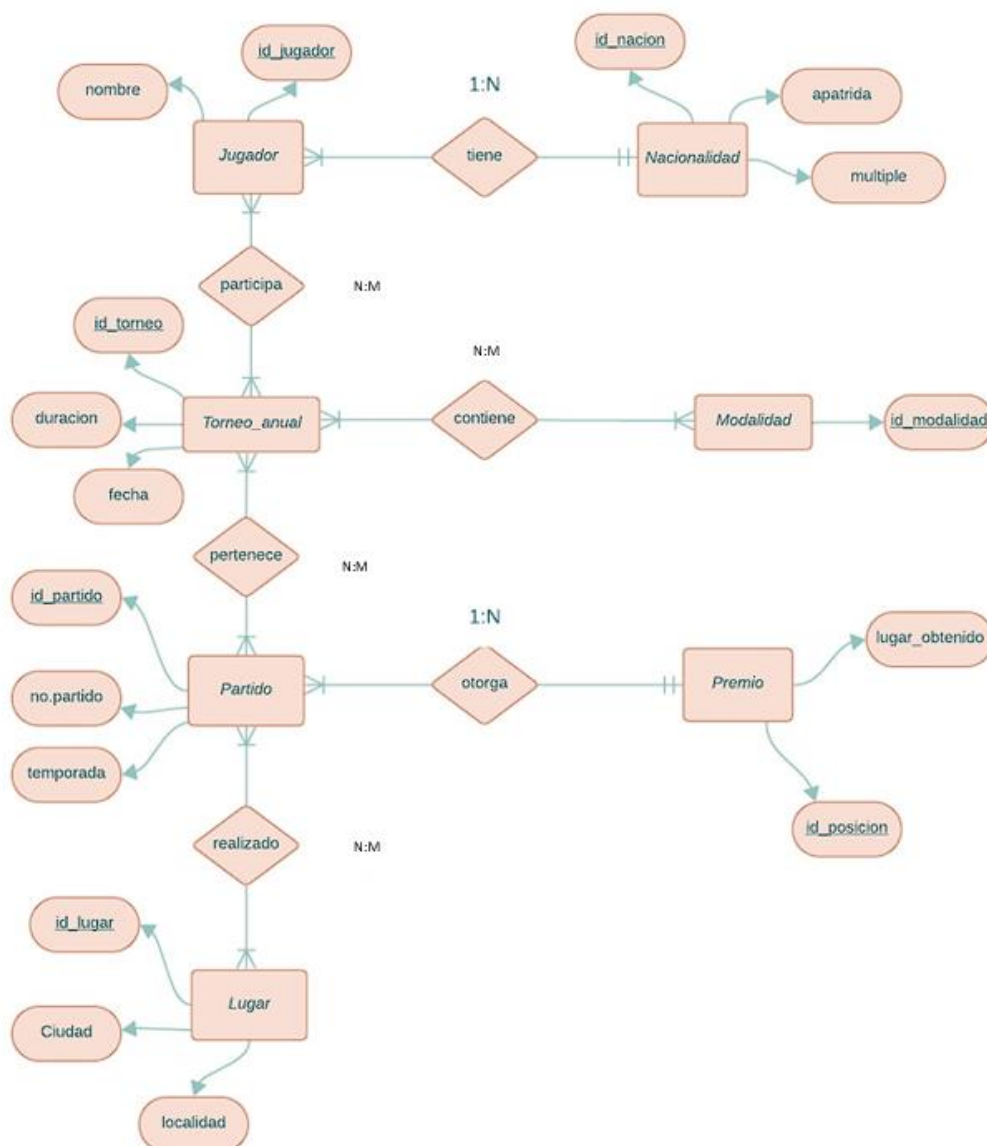 id_jugador
nombre
Jugador
1:N
tiene
id_nacion
apatrida
Nacionalidad
multiple
participa
N:M
id_torneo
duracion
Torneo_anual
fecha
N:M
contiene
Modalidad
id_modalidad
pertenece
N:M
id_partido
no.partido
Partido
temporada
1:N
otorga
Premio
lugar_obtenido
id_posicion
realizado
N:M
id_lugar
Ciudad
Lugar
localidad